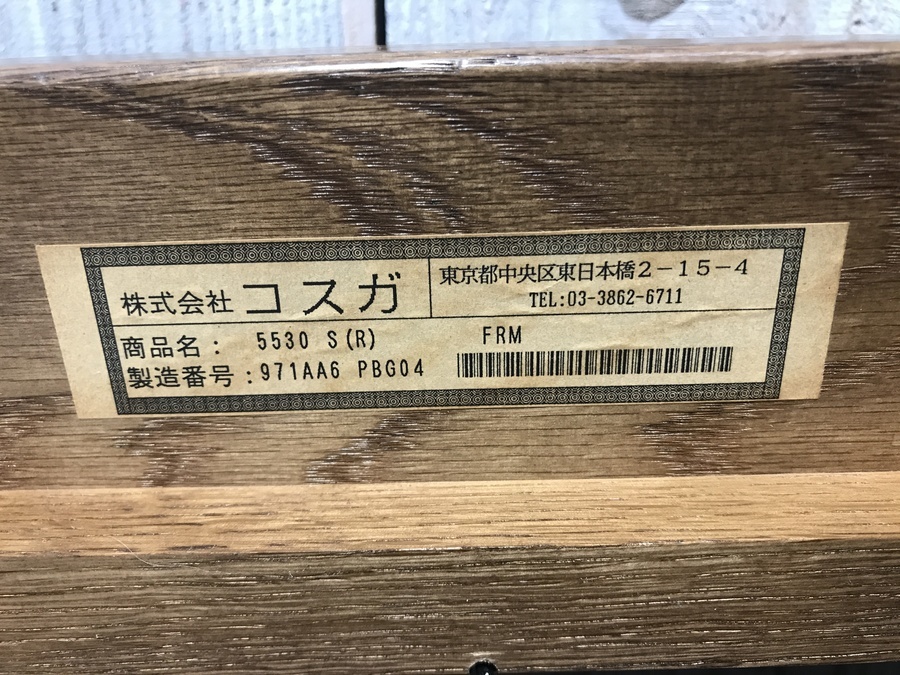 株式会社 コスガ
東京都中央区東日本橋2-15-4
TEL:03-3862-6711
商品名: 5530 S(R) FRM
製造番号:971AA6 PBG04